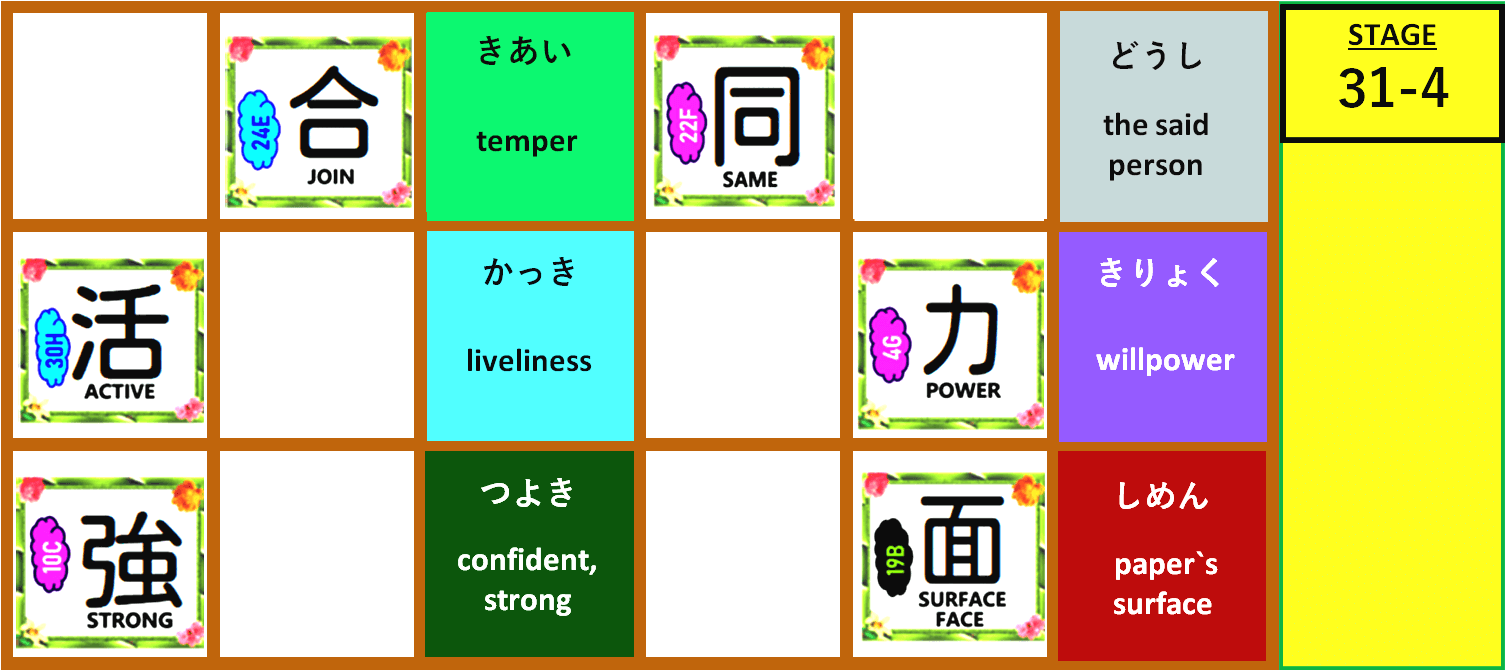 24E
合
JOIN
きあい
temper
22F
同
SAME
どうし
the said
person
STAGE
31-4
30H
活
ACTIVE
かっき
liveliness
4G
力
POWER
きりょく
willpower
10C
強
STRONG
つよき
confident,
strong
19B
面
SURFACE
FACE
しめん
paper`s
surface